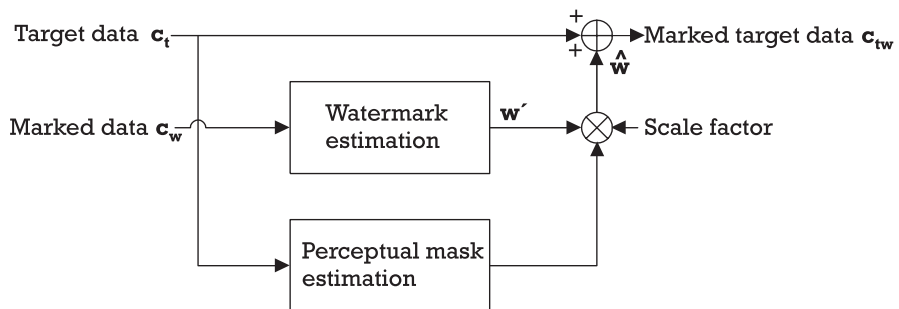 Target data c_t
+
+
Marked target data c_tw
ŵ
Marked data c_w
Watermark
estimation
w´
Scale factor
Perceptual mask
estimation